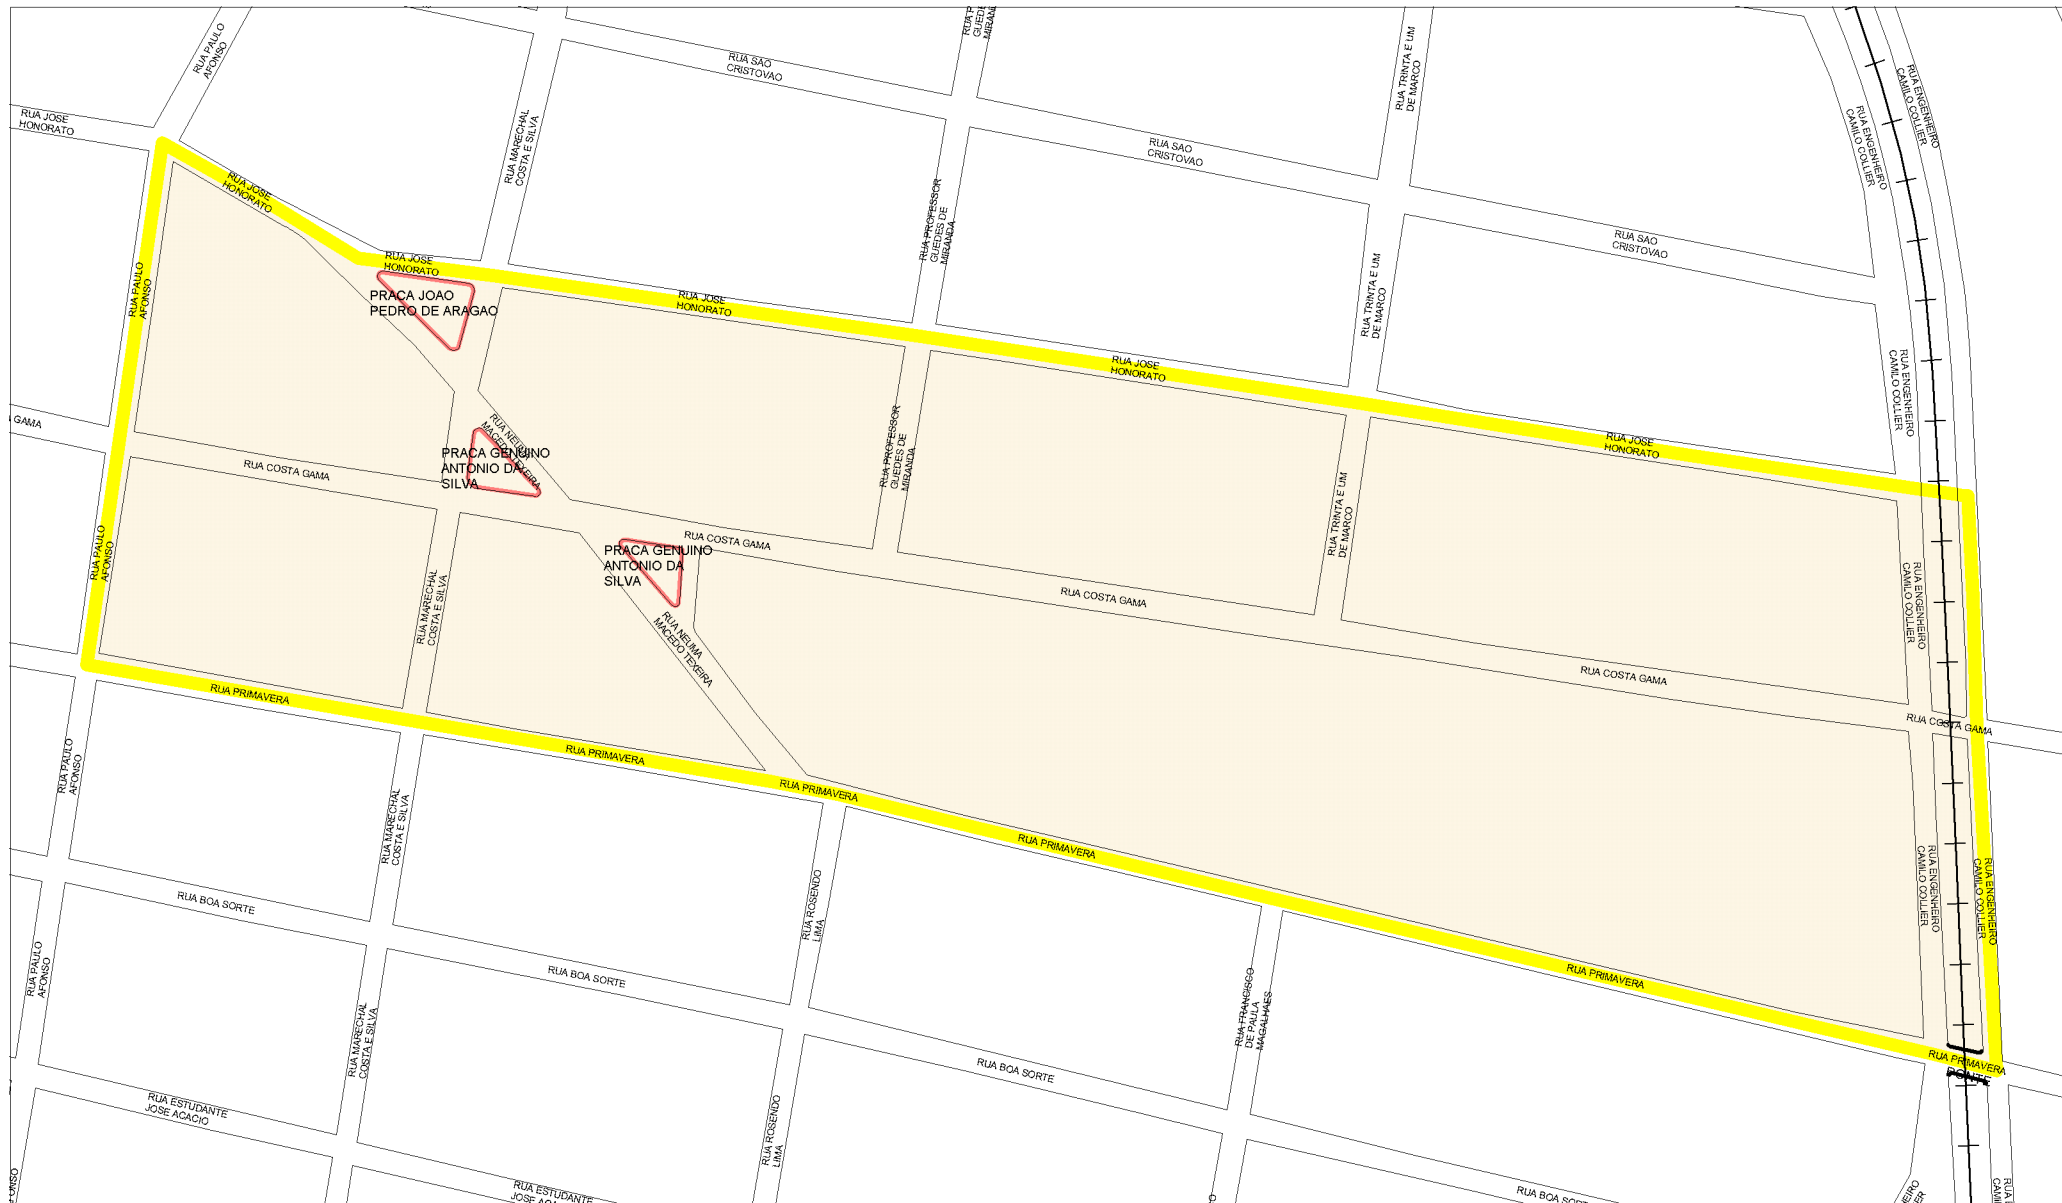 RUA PAULO
AFONSO
RUA SAO
CRISTOVAO
GUEDES DE
RUA TRINTA E UM
DE MARCO
RUA ENGENHEIRO
CAMILO COLLIER
RUA ENGENHEIRO
CAMILO COLLIER
RUA JOSE
HONORATO
RUA MARECHAL
COSTA E SILVA
RUA SAO
CRISTOVAO
RUA JOSE
HONORATO
RUA PROFESSOR
GUEDES DE
MIRANDA
RUA SAO
CRISTOVAO
RUA PAULO
AFONSO
RUA JOSE
HONORATO
PRACA JOAO
PEDRO DE ARAGAO
RUA JOSE
HONORATO
RUA TRINTA E UM
DE MARCO
RUA JOSE
HONORATO
RUA ENGENHEIRO
CAMILO COLLIER
GAMA
RUA NEUMA
MACEDO TEXEIRA
PRACA GENUINO
ANTONIO DA
SILVA
RUA COSTA GAMA
RUA PROFESSOR
GUEDES DE
MIRANDA
RUA JOSE
HONORATO
RUA TRINTA E UM
DE MARCO
RUA PAULO
AFONSO
RUA COSTA GAMA
PRACA GENUINO
ANTONIO DA
SILVA
RUA MARECHAL
COSTA E SILVA
RUA COSTA GAMA
RUA ENGENHEIRO
CAMILO COLLIER
RUA NEUMA
MACEDO TEXEIRA
RUA COSTA GAMA
RUA PRIMAVERA
RUA COSTA GAMA
RUA PAULO
AFONSO
RUA PRIMAVERA
RUA PRIMAVERA
RUA MARECHAL
COSTA E SILVA
RUA PRIMAVERA
RUA ENGENHEIRO
CAMILO COLLIER
RUA ENGENHEIRO
CAMILO COLLIER
RUA BOA SORTE
RUA ROSENDO
LIMA
RUA PAULO
AFONSO
RUA BOA SORTE
RUA PRIMAVERA
RUA FRANCISCO
DE PAULA
MAGALHAES
RUA MARECHAL
COSTA E SILVA
RUA BOA SORTE
RUA PRIMAVERA
PONTE
RUA ESTUDANTE
JOSE ACACIO
RUA ROSENDO
LIMA
RUA ESTUDANTE
JOSE
RUA BOA
RUA